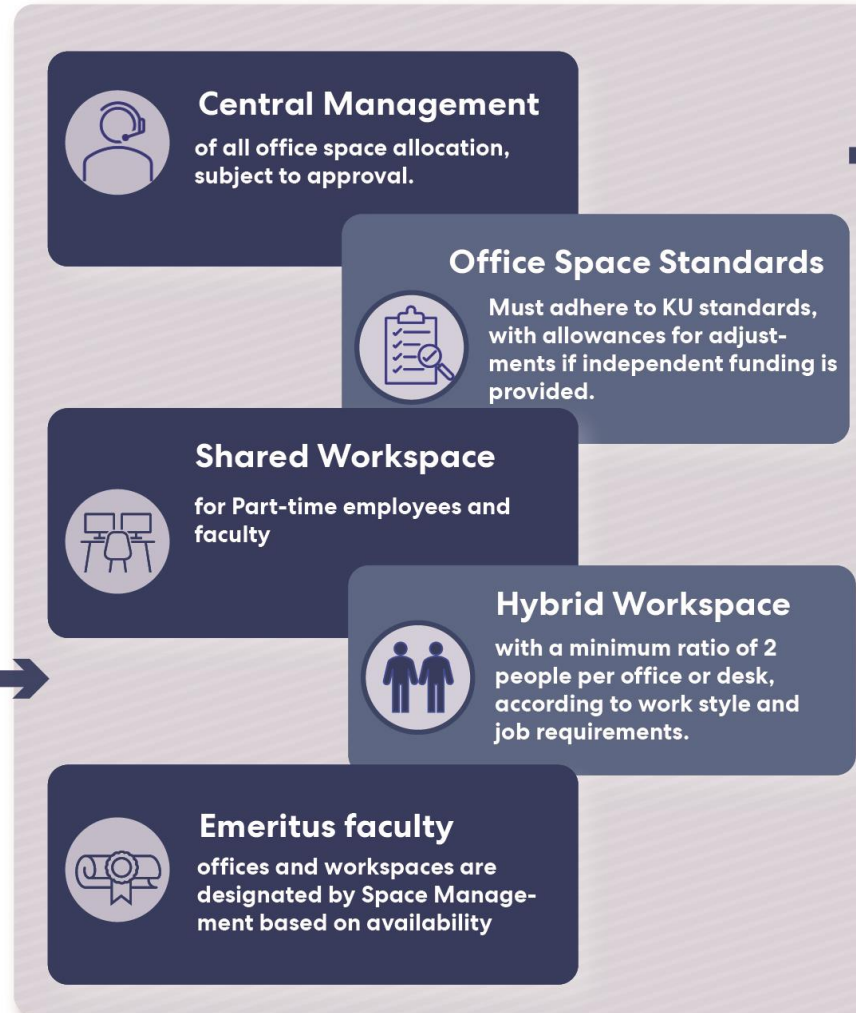 Central Management
of all office space allocation,
subject to approval.
Office Space Standards
Must adhere to KU standards,
with allowances for adjust-
ments if independent funding is
provided.
Shared Workspace
for Part-time employees and
faculty
Hybrid Workspace
with a minimum ratio of 2
people per office or desk,
according to work style and
job requirements.
Emeritus faculty
offices and workspaces are
designated by Space Manage-
ment based on availability